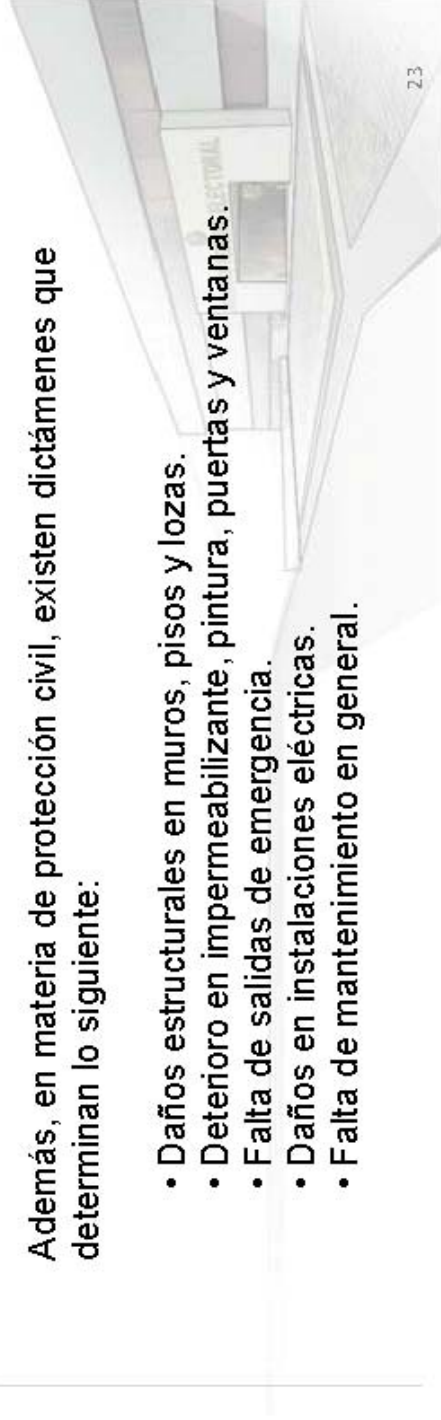 Además, en materia de protección civil, existen dictámenes que
determinan lo siguiente:
• Daños estructurales en muros, pisos y lozas.
• Deterioro en impermeabilizante, pintura, puertas y ventanas.
• Falta de salidas de emergencia.
• Daños en instalaciones eléctricas.
• Falta de mantenimiento en general.
ELECTORAL
23